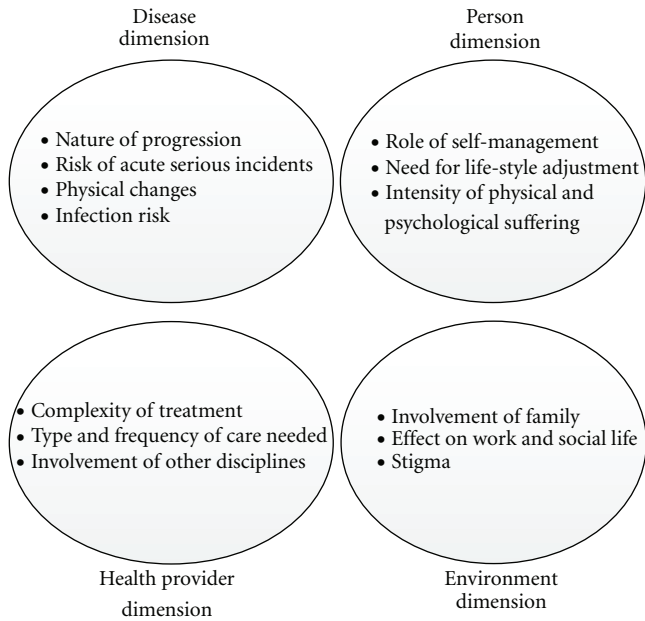 Disease
dimension
• Nature of progression
• Risk of acute serious incidents
• Physical changes
• Infection risk
Person
dimension
• Role of self-management
• Need for life-style adjustment
• Intensity of physical and
psychological suffering
• Complexity of treatment
• Type and frequency of care needed
• Involvement of other disciplines
Health provider
dimension
• Involvement of family
• Effect on work and social life
• Stigma
Environment
dimension